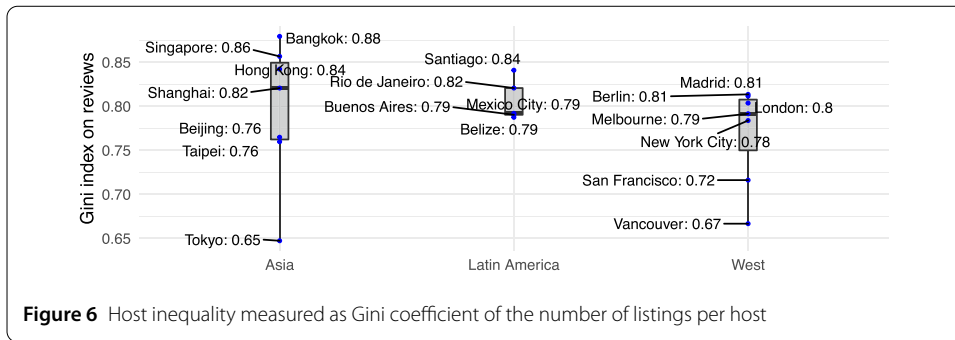 Gini index on reviews
0.85
0.80
0.75
0.70
0.65
Singapore: 0.86
Bangkok: 0.88
Hong Kong: 0.84
Shanghai: 0.82
Beijing: 0.76
Taipei: 0.76
Tokyo: 0.65
Santiago: 0.84
Rio de Janeiro: 0.82
Buenos Aires: 0.79
Mexico City: 0.79
Belize: 0.79
Madrid: 0.81
Berlin: 0.81
London: 0.8
Melbourne: 0.79
New York City: 0.78
San Francisco: 0.72
Vancouver: 0.67
Asia
Latin America
West
Figure 6 Host inequality measured as Gini coefficient of the number of listings per host